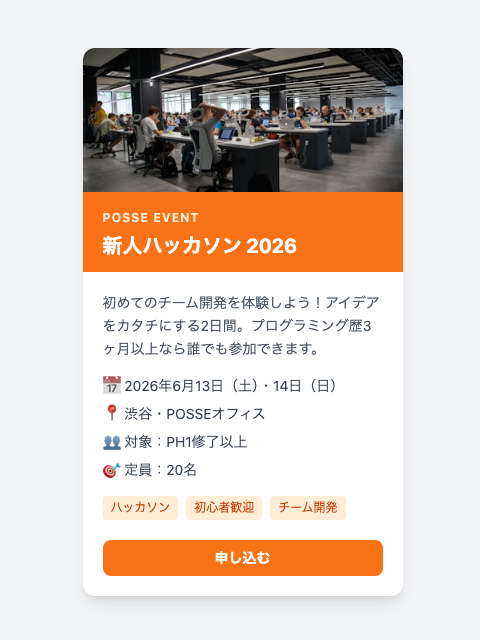 POSSE EVENT
新人ハッカソン 2026
初めてのチーム開発を体験しよう！アイデア
をカタチにする2日間。プログラミング歴3
ヶ月以上なら誰でも参加できます。
📅 2026年6月13日（土）・14日（日）
📍 渋谷・POSSEオフィス
👥 対象：PH1修了以上
🎯 定員：20名
ハッカソン 初心者歓迎 チーム開発
申し込む